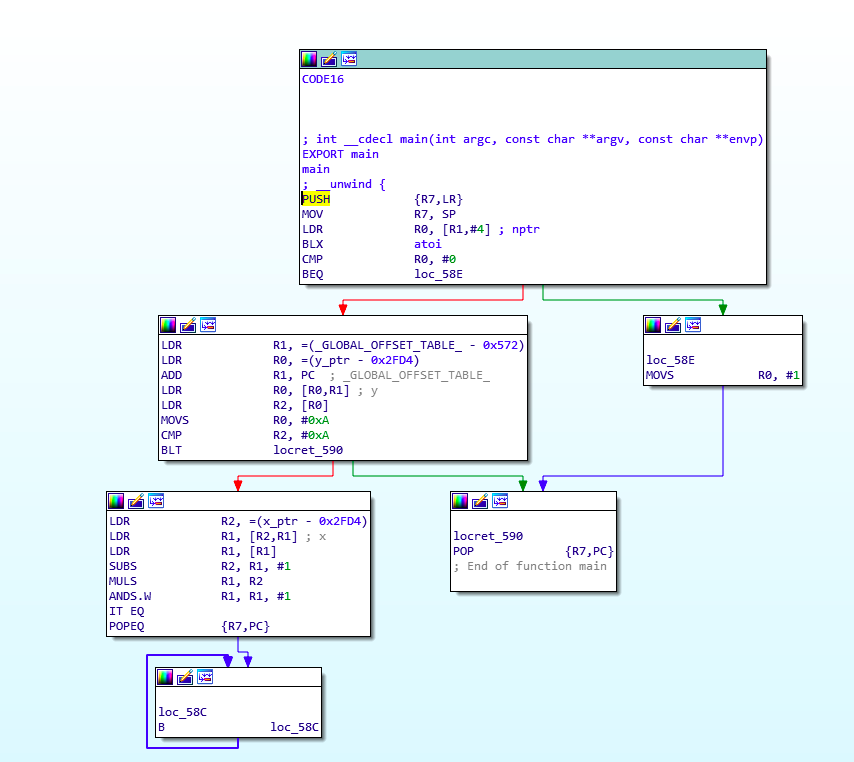 CODE16
; int __cdecl main(int argc, const char **argv, const char **envp)
EXPORT main
main
; __unwind {
PUSH {R7,LR}
MOV R7, SP
LDR R0, [R1,#4] ; nptr
BLX atoi
CMP R0, #0
BEQ loc_58E
LDR R1, =(_GLOBAL_OFFSET_TABLE_ - 0x572)
LDR R0, =(y_ptr - 0x2FD4)
ADD R1, PC ; _GLOBAL_OFFSET_TABLE_
LDR R0, [R0,R1] ; y
LDR R2, [R0]
MOVS R0, #0xA
CMP R2, #0xA
BLT locret_590
loc_58E
MOVS R0, #1
LDR R2, =(x_ptr - 0x2FD4)
LDR R1, [R2,R1] ; x
LDR R1, [R1]
SUBS R2, R1, #1
MULS R1, R2
ANDS.W R1, R1, #1
IT EQ
POPEQ {R7,PC}
locret_590
POP {R7,PC}
; End of function main
loc_58C
B loc_58C